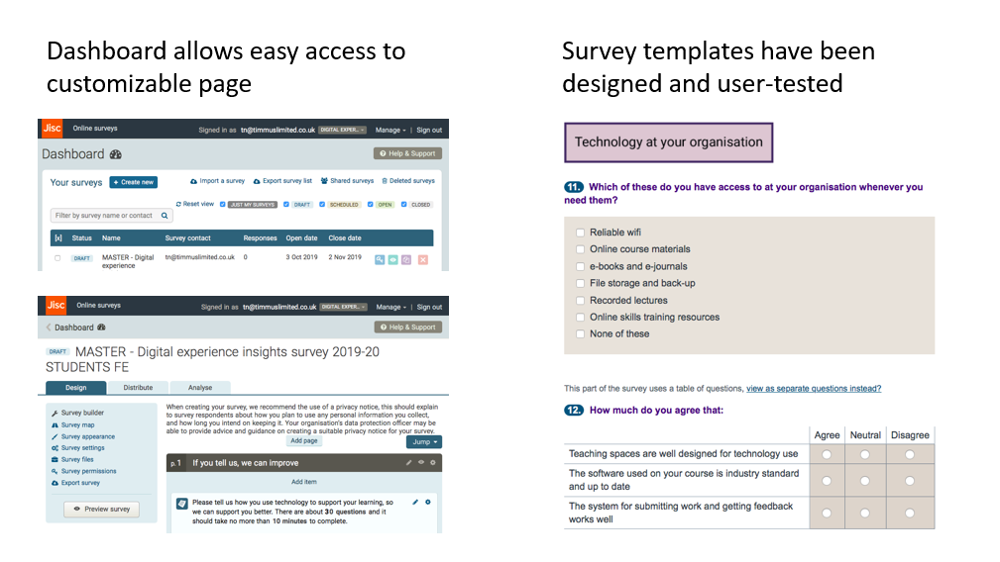 Dashboard allows easy access to
customizable page
Jisc
Online surveys
Signed in as tn@timmuslimited.co.uk DIGITAL EXPER... Manage | Sign out
Dashboard
Help & Support
Your surveys
+ Create new
Import a survey
Export survey list
Shared surveys
Deleted surveys
Reset view
JUST MY SURVEYS
DRAFT
SCHEDULED
OPEN
CLOSED
Filter by survey name or contact
[x] Status Name Survey contact Responses Open date Close date
DRAFT MASTER - Digital experience tn@timmuslimited.co.uk 0 3 Oct 2019 2 Nov 2019
Jisc
Online surveys
Signed in as tn@timmuslimited.co.uk DIGITAL EXPER... Manage | Sign out
Dashboard
Help & Support
DRAFT MASTER - Digital experience insights survey 2019-20
STUDENTS FE
Design Distribute Analyse
Survey builder
Survey map
Survey appearance
Survey settings
Survey files
Survey permissions
Export survey
Preview survey
When creating your survey, we recommend the use of a privacy notice, this should explain
to survey respondents about how you plan to use any personal information you collect,
and how long you intend on keeping it. Your organisation's data protection officer may be
able to provide advice and guidance on creating a suitable privacy notice for your survey.
Add page
Jump
p.1 If you tell us, we can improve
Add item
Please tell us how you use technology to support your learning, so
we can support you better. There are about 30 questions and it
should take no more than 10 minutes to complete.
Survey templates have been
designed and user-tested
Technology at your organisation
11. Which of these do you have access to at your organisation whenever you
need them?
Reliable wifi
Online course materials
e-books and e-journals
File storage and back-up
Recorded lectures
Online skills training resources
None of these
This part of the survey uses a table of questions, view as separate questions instead?
12. How much do you agree that:
Agree Neutral Disagree
Teaching spaces are well designed for technology use
The software used on your course is industry standard
and up to date
The system for submitting work and getting feedback
works well